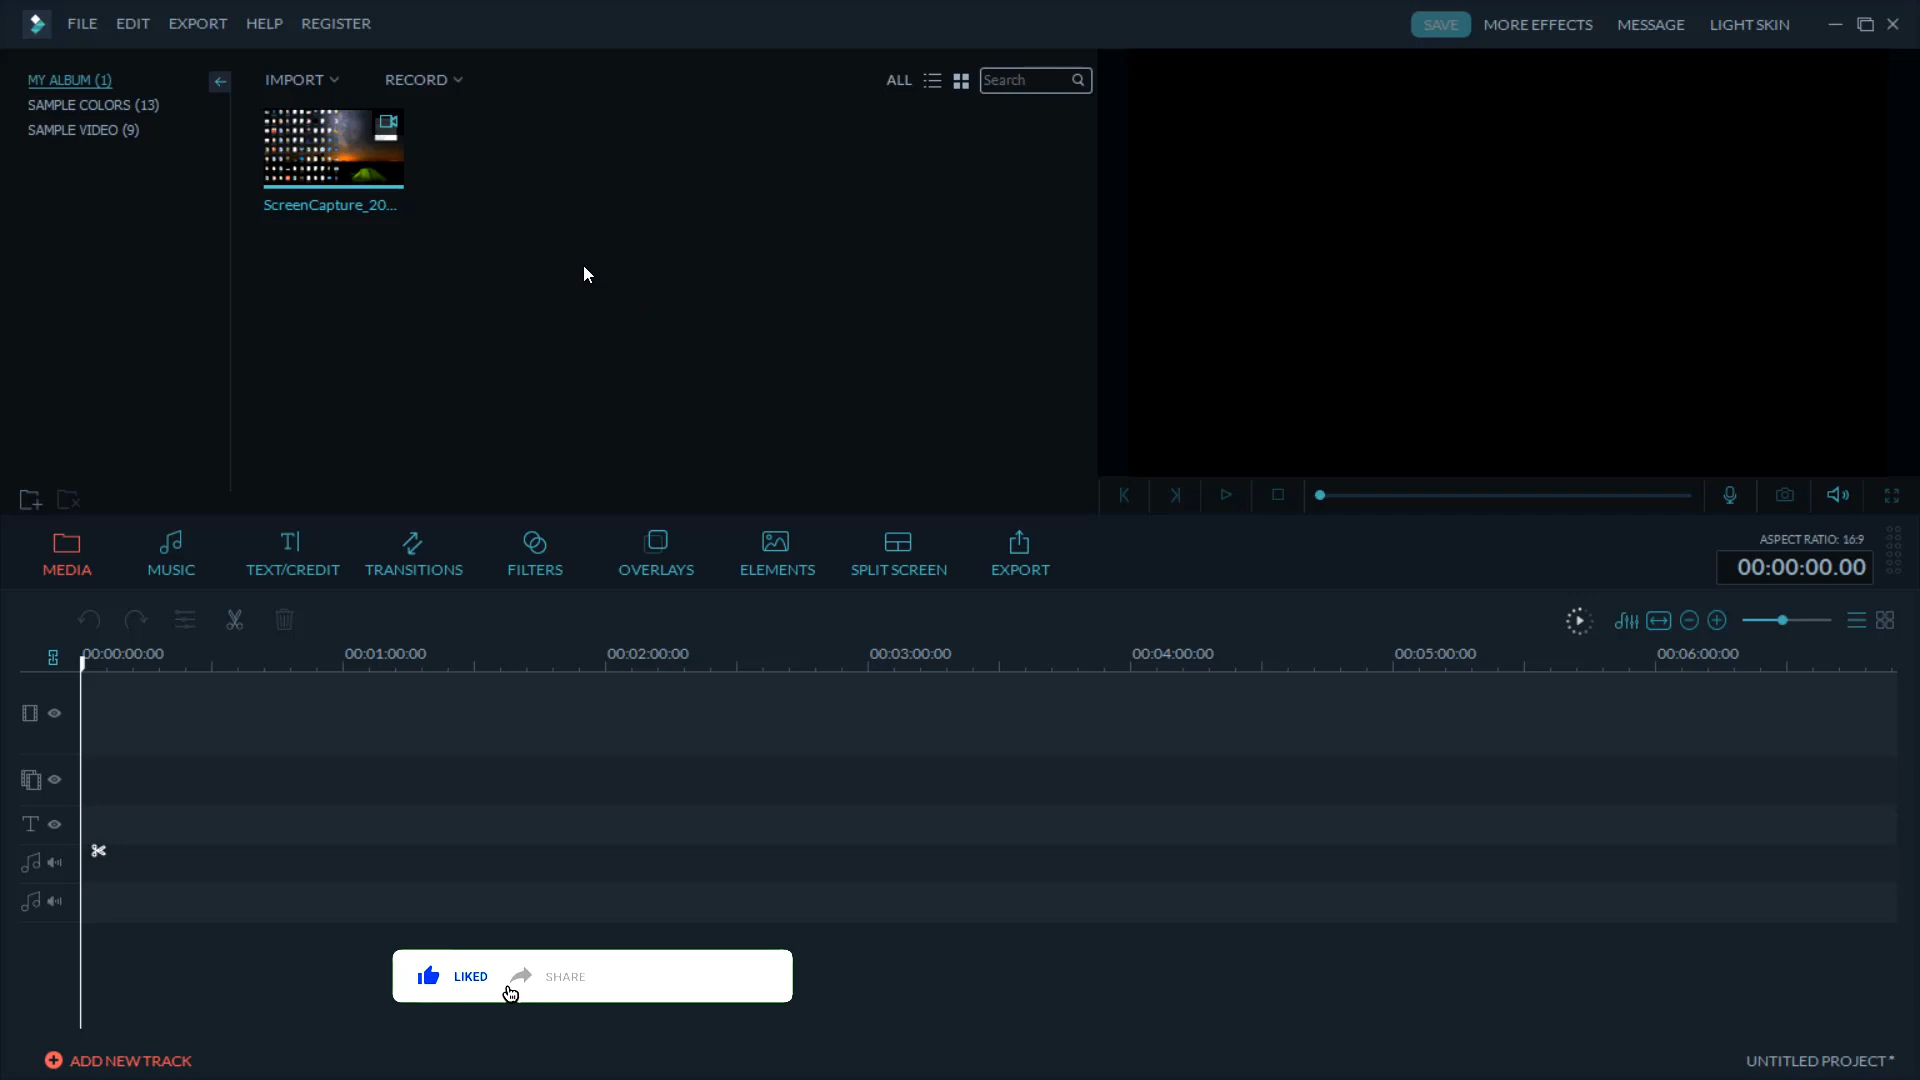 FILE EDIT EXPORT HELP REGISTER SAVE MORE EFFECTS MESSAGE LIGHT SKIN
MY ALBUM (1) IMPORT RECORD ALL Search
SAMPLE COLORS (13)
SAMPLE VIDEO (9)
ScreenCapture_20...
ASPECT RATIO: 16:9
00:00:00.00
MEDIA MUSIC TEXT/CREDIT TRANSITIONS FILTERS OVERLAYS ELEMENTS SPLIT SCREEN EXPORT
00:00:00:00 00:01:00:00 00:02:00:00 00:03:00:00 00:04:00:00 00:05:00:00 00:06:00:00
LIKED SHARE
ADD NEW TRACK UNTITLED PROJECT *